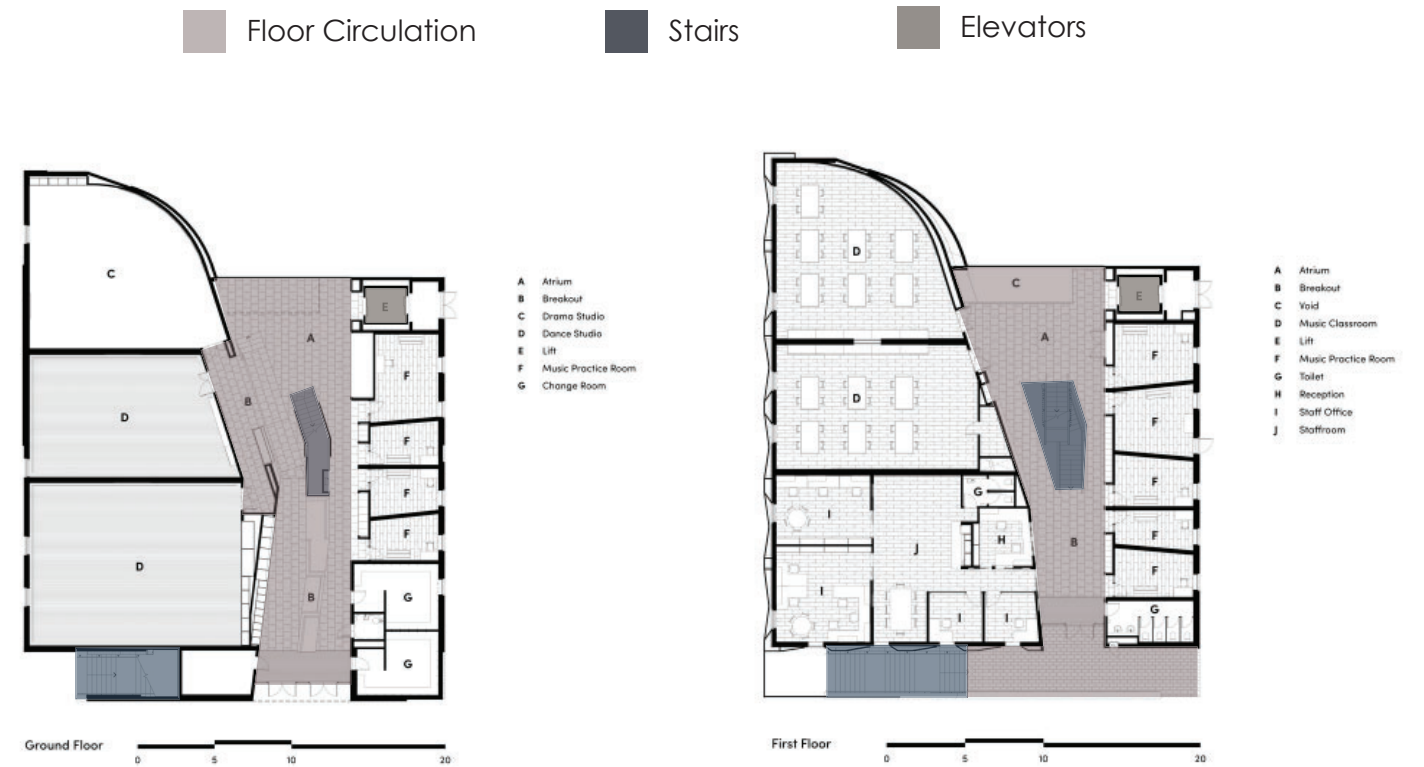 Floor Circulation
Stairs
Elevators
C
A
E
F
D
B
F
F
F
D
B
G
G
A Atrium
B Breakout
C Drama Studio
D Dance Studio
E Lift
F Music Practice Room
G Change Room
Ground Floor
0 5 10 20
D
C
E
A
F
D
F
F
I
G
J
H
B
F
F
I
I
I
G
A Atrium
B Breakout
C Void
D Music Classroom
E Lift
F Music Practice Room
G Toilet
H Reception
I Staff Office
J Staffroom
First Floor
0 5 10 20